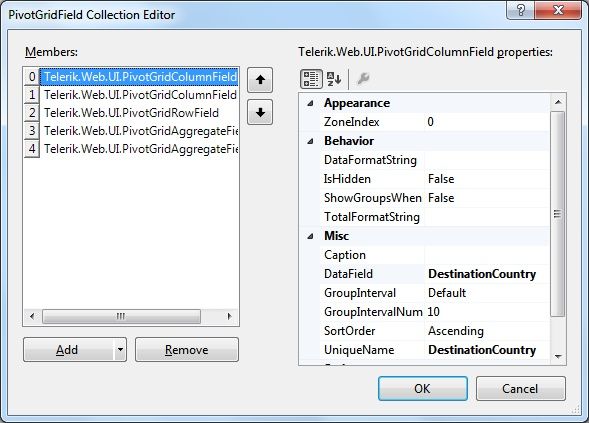 PivotGridField Collection Editor
Members:
0 Telerik.Web.UI.PivotGridColumnField
1 Telerik.Web.UI.PivotGridColumnField
2 Telerik.Web.UI.PivotGridRowField
3 Telerik.Web.UI.PivotGridAggregateFie
4 Telerik.Web.UI.PivotGridAggregateFie
Add
Remove
Telerik.Web.UI.PivotGridColumnField properties:
Appearance
ZoneIndex 0
Behavior
DataFormatString
IsHidden False
ShowGroupsWhen False
TotalFormatString
Misc
Caption
DataField DestinationCountry
GroupInterval Default
GroupIntervalNum 10
SortOrder Ascending
UniqueName DestinationCountry
OK
Cancel